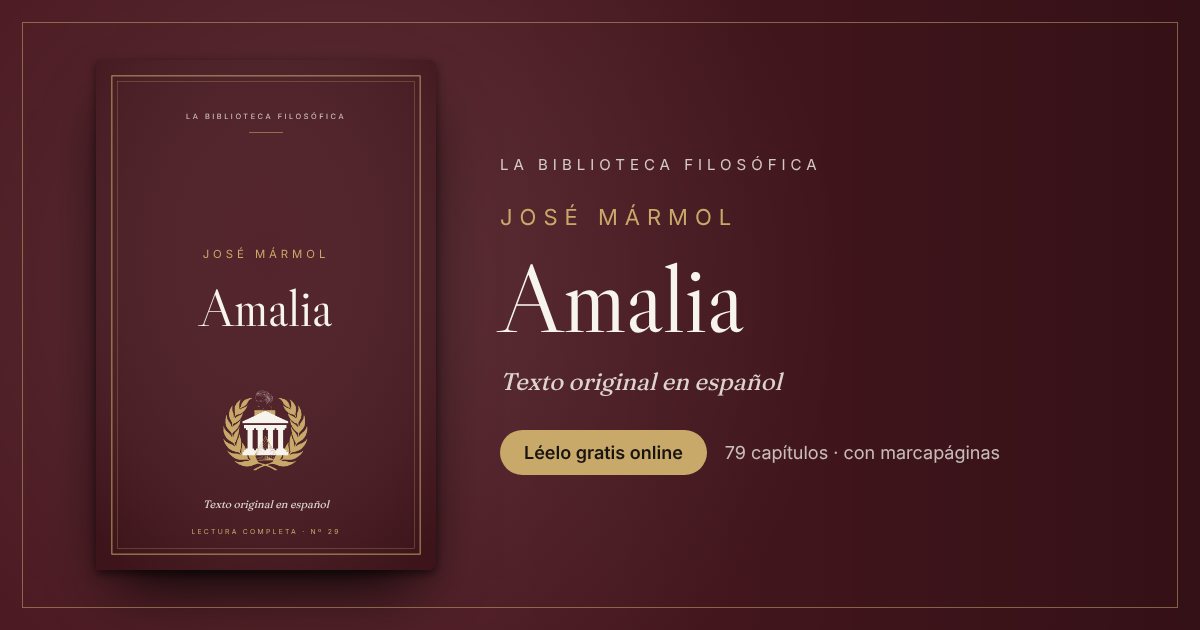 LA BIBLIOTECA FILOSÓFICA
JOSÉ MÁRMOL
Amalia
Texto original en español
LECTURA COMPLETA · Nº 29
LA BIBLIOTECA FILOSÓFICA
JOSÉ MÁRMOL
Amalia
Texto original en español
Léelo gratis online
79 capítulos · con marcapáginas